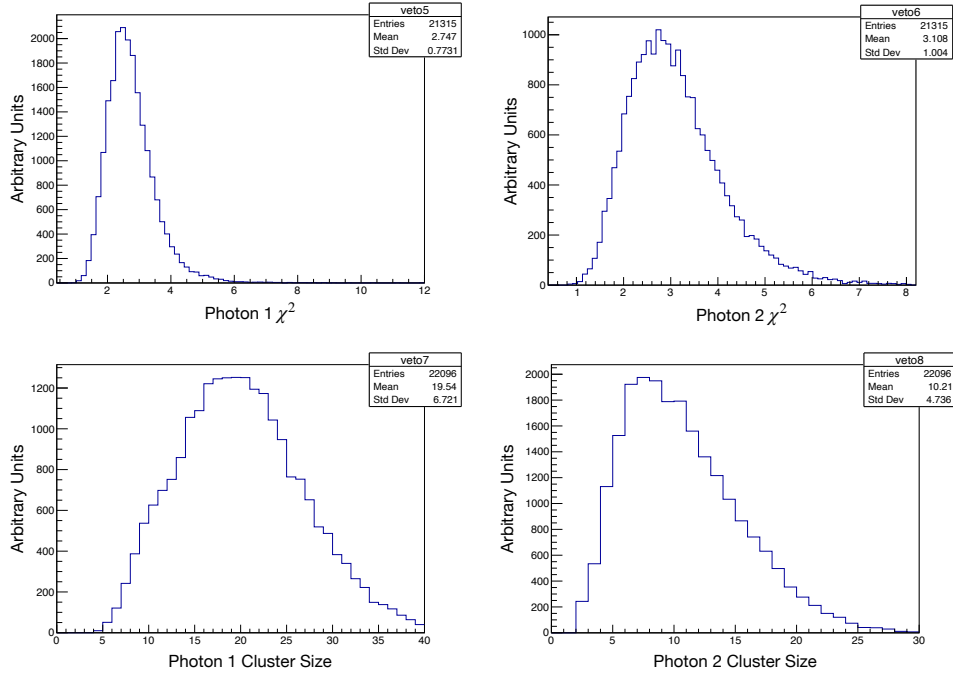 veto5
Entries 21315
Mean 2.747
Std Dev 0.7731
2000
1800
1600
1400
1200
1000
800
600
400
200
0
2 4 6 8 10 12
Arbitrary Units
Photon 1 χ²
veto6
Entries 21315
Mean 3.108
Std Dev 1.004
1000
800
600
400
200
0
1 2 3 4 5 6 7 8
Arbitrary Units
Photon 2 χ²
veto7
Entries 22096
Mean 19.54
Std Dev 6.721
1200
1000
800
600
400
200
0
0 5 10 15 20 25 30 35 40
Arbitrary Units
Photon 1 Cluster Size
veto8
Entries 22096
Mean 10.21
Std Dev 4.736
2000
1800
1600
1400
1200
1000
800
600
400
200
0
0 5 10 15 20 25 30
Arbitrary Units
Photon 2 Cluster Size